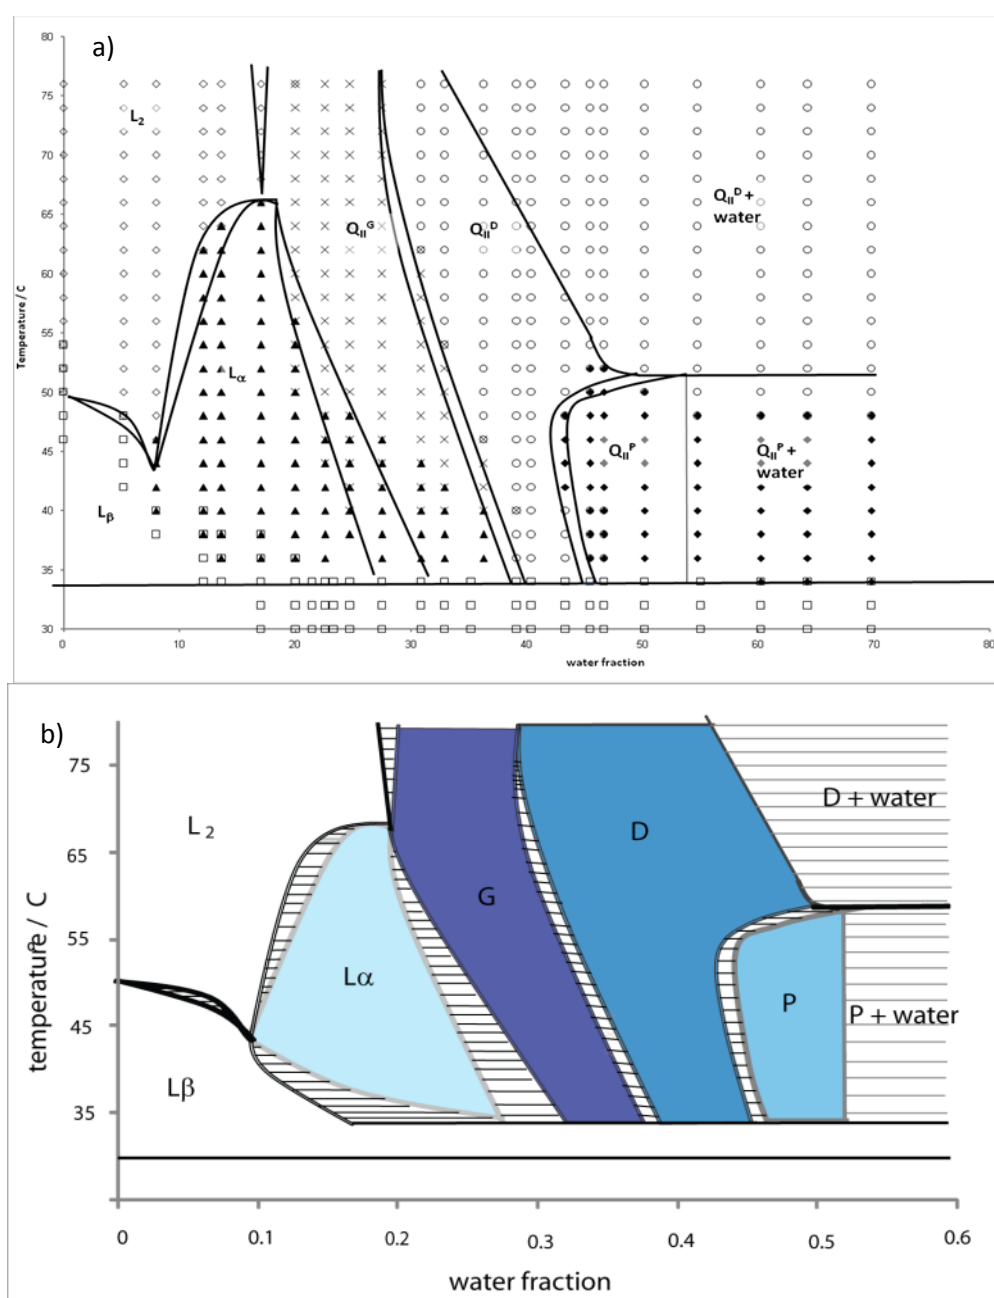 a)
80
75
70
65
60
55
50
45
40
35
30
Temperature / C
L2
Lα
Lβ
QIIG
QIID
QIID +
water
QIIP
QIIP +
water
0
10
20
30
40
50
60
70
80
water fraction
b)
75
65
55
45
35
temperature / C
L 2
Lα
Lβ
G
D
P
D + water
P + water
0
0.1
0.2
0.3
0.4
0.5
0.6
water fraction